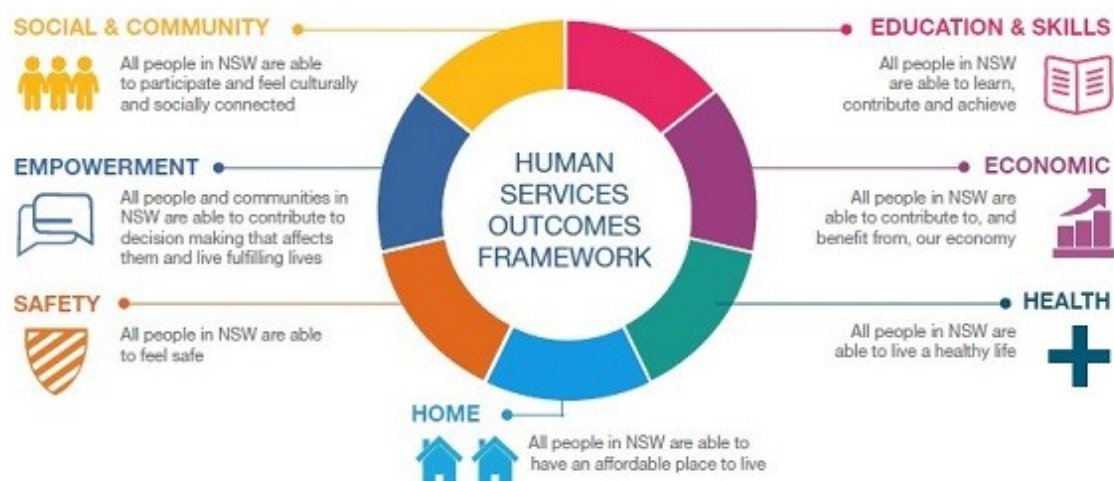 SOCIAL & COMMUNITY
All people in NSW are able
to participate and feel culturally
and socially connected
EMPOWERMENT
All people and communities in
NSW are able to contribute to
decision making that affects
them and live fulfilling lives
SAFETY
All people in NSW are able
to feel safe
HUMAN
SERVICES
OUTCOMES
FRAMEWORK
EDUCATION & SKILLS
All people in NSW
are able to learn,
contribute and achieve
ECONOMIC
All people in NSW are
able to contribute to, and
benefit from, our economy
HEALTH
All people in NSW are
able to live a healthy life
HOME
All people in NSW are able to
have an affordable place to live